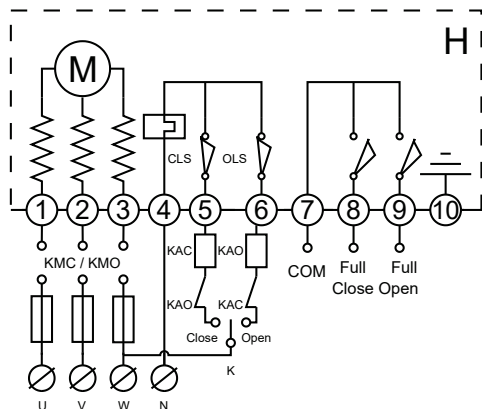 H
M
CLS OLS
1 2 3 4 5 6 7 8 9 10
KAC KAO
KMC / KMO
COM Full Full
Close Open
KAO KAC
Close Open
K
U V W N